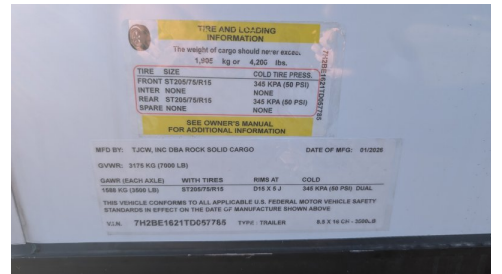 TIRE AND LOADING
INFORMATION
The weight of cargo should never exceed.
1,905 kg or 4,200 lbs.
TIRE SIZE COLD TIRE PRESS.
FRONT ST205/75/R15 345 KPA (50 PSI)
INTER NONE NONE
REAR ST205/75/R15 345 KPA (50 PSI)
SPARE NONE NONE
7H2BE1621TD057785
SEE OWNER'S MANUAL
FOR ADDITIONAL INFORMATION
MFD BY: TJCW, INC DBA ROCK SOLID CARGO DATE OF MFG: 01/2026
GVWR: 3175 KG (7000 LB)
GAWR (EACH AXLE) WITH TIRES RIMS AT COLD
1588 KG (3500 LB) ST205/75/R15 D15 X 5 J 345 KPA (50 PSI) DUAL
THIS VEHICLE CONFORMS TO ALL APPLICABLE U.S. FEDERAL MOTOR VEHICLE SAFETY
STANDARDS IN EFFECT ON THE DATE OF MANUFACTURE SHOWN ABOVE
V.I.N. 7H2BE1621TD057785 TYPE: TRAILER 8.5 X 16